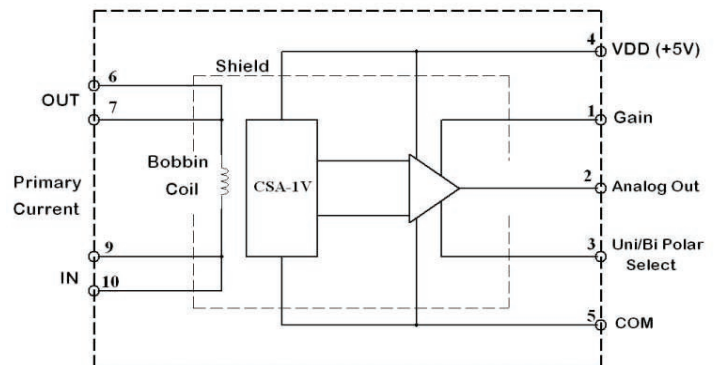 4
VDD (+5V)
6
Shield
OUT
7
1
Gain
Bobbin
Coil
CSA-1V
2
Analog Out
Primary
Current
9
3
Uni/Bi Polar
Select
IN
10
5
COM